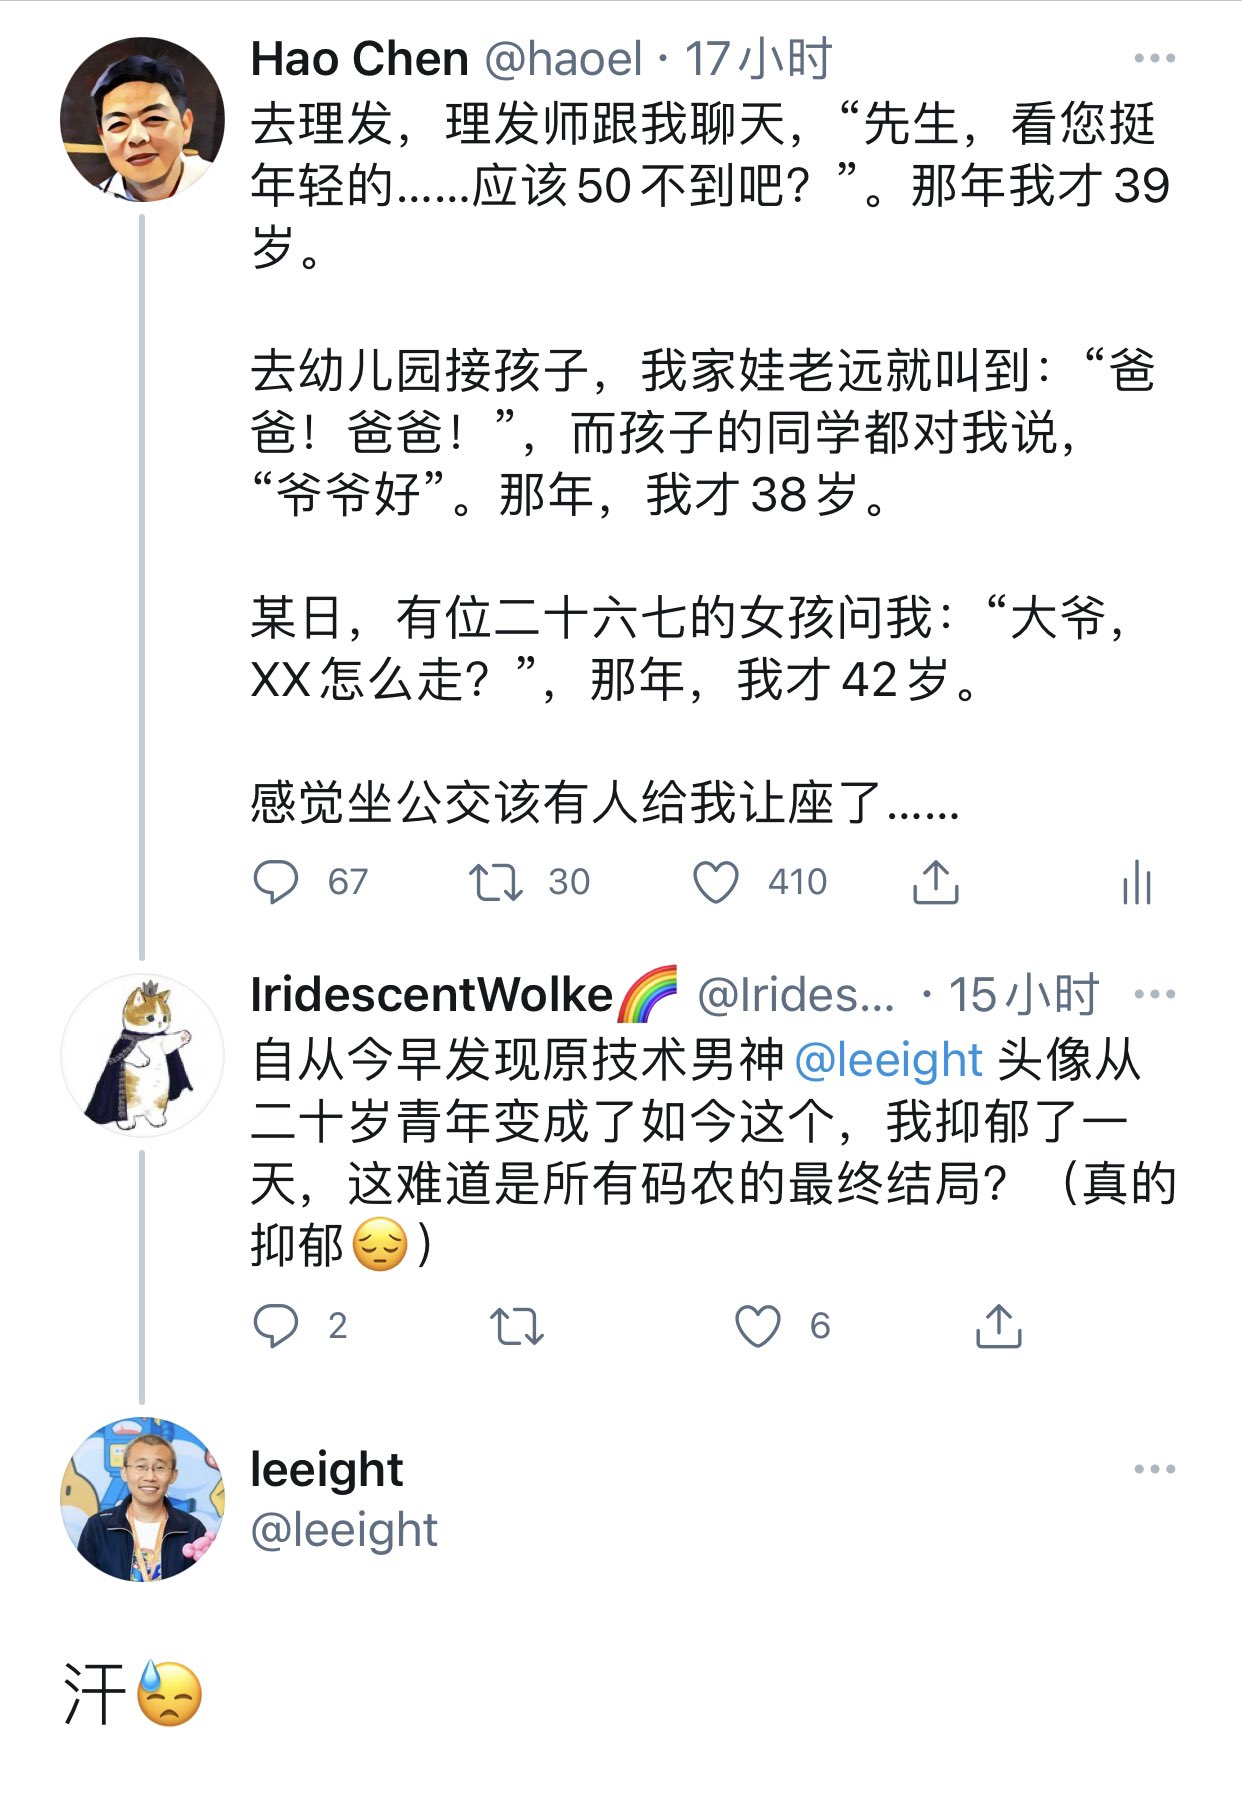 Hao Chen @haoel · 17小时
去理发，理发师跟我聊天，“先生，看您挺
年轻的......应该50不到吧？”。那年我才39
岁。
去幼儿园接孩子，我家娃老远就叫到：“爸
爸！爸爸！”，而孩子的同学都对我说，
“爷爷好”。那年，我才38岁。
某日，有位二十六七的女孩问我：“大爷，
XX怎么走？”，那年，我才42岁。
感觉坐公交该有人给我让座了......
67 30 410
IridescentWolke🌈 @Irides... · 15小时
自从今早发现原技术男神 @leeight 头像从
二十岁青年变成了如今这个，我抑郁了一
天，这难道是所有码农的最终结局？（真的
抑郁😔）
2 6
leeight
@leeight
汗😓